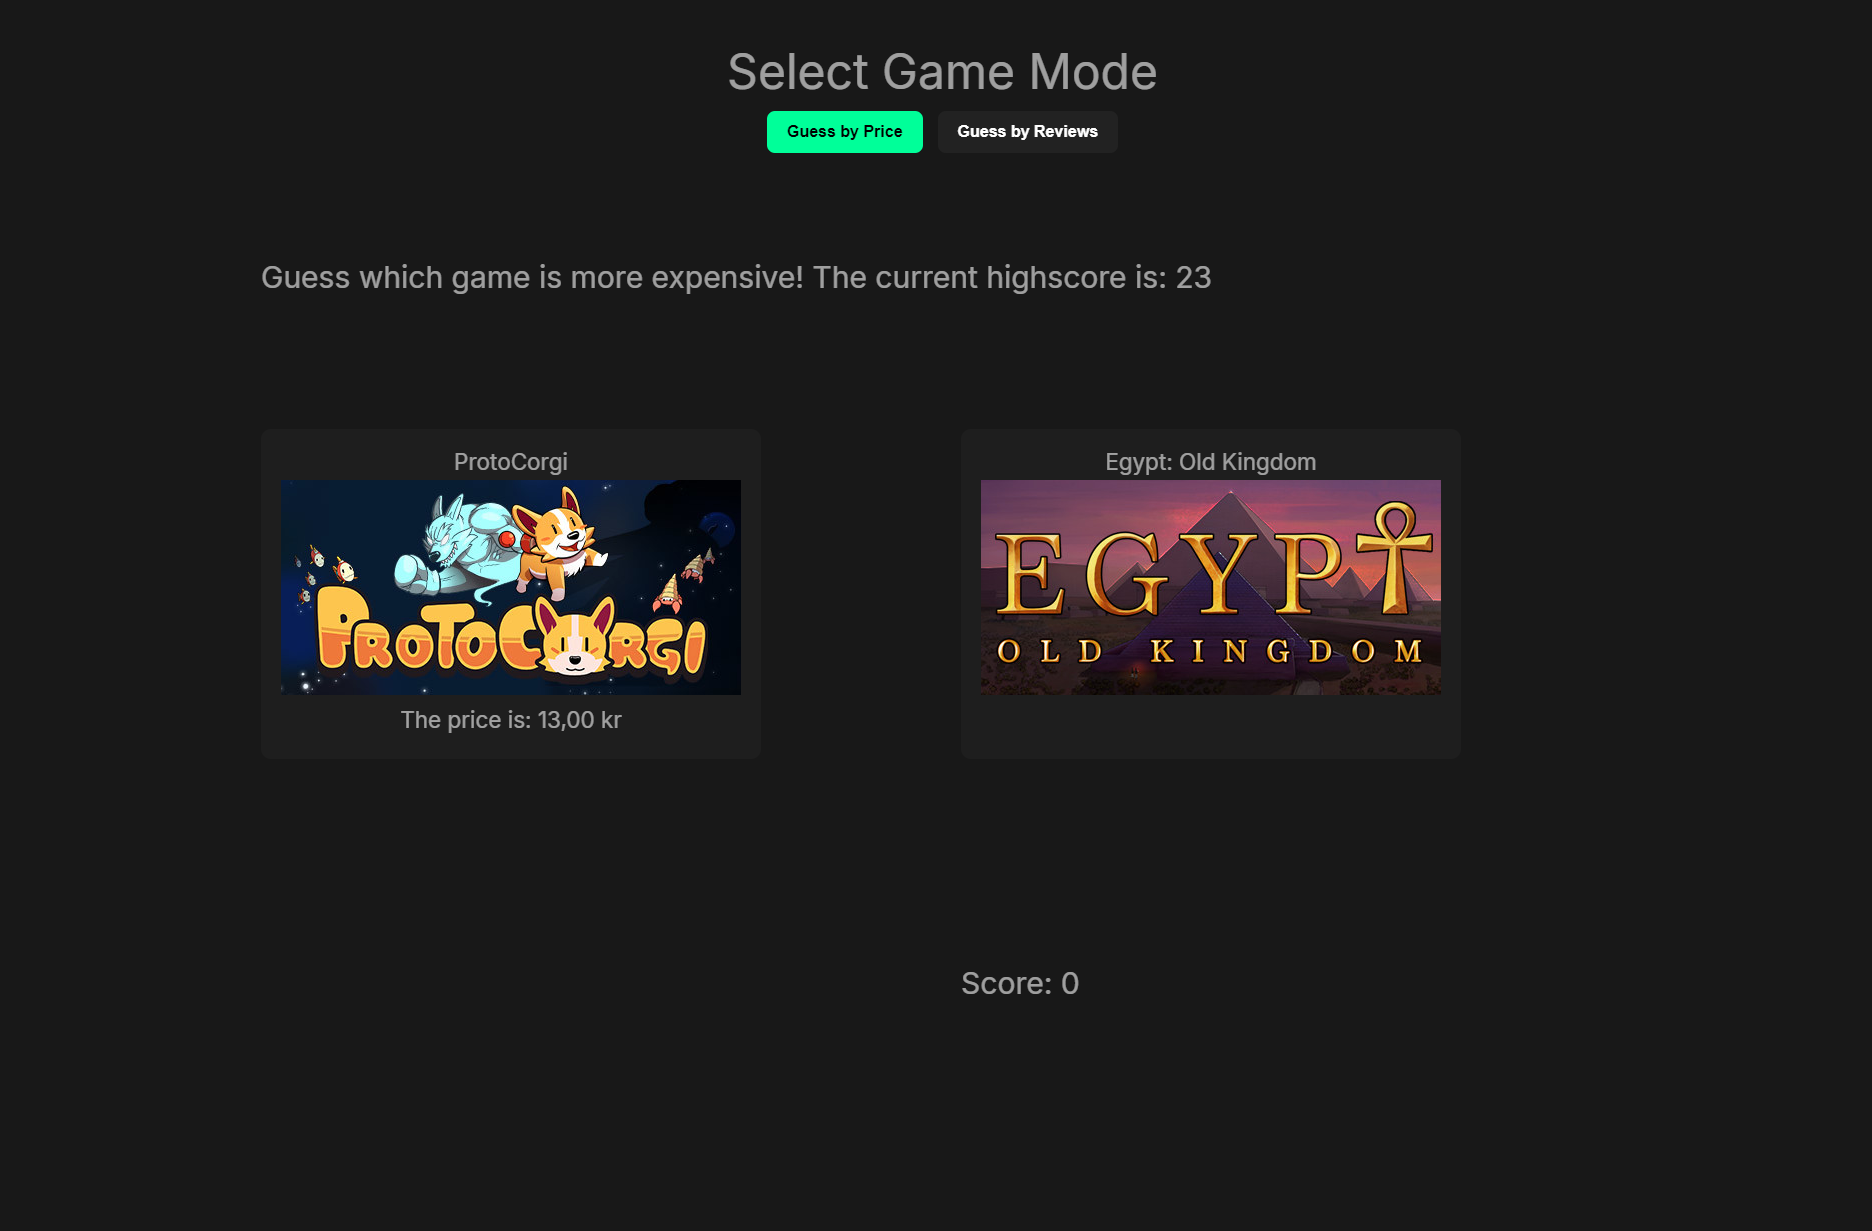 Select Game Mode
Guess by Price
Guess by Reviews
Guess which game is more expensive! The current highscore is: 23
ProtoCorgi
PROTOCORGI
The price is: 13,00 kr
Egypt: Old Kingdom
EGYPT
OLD KINGDOM
Score: 0